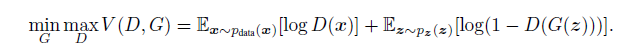 min_G max_D V(D, G) = 𝔼_{x∼p_data(x)}[log D(x)] + 𝔼_{z∼p_z(z)}[log(1 − D(G(z)))].